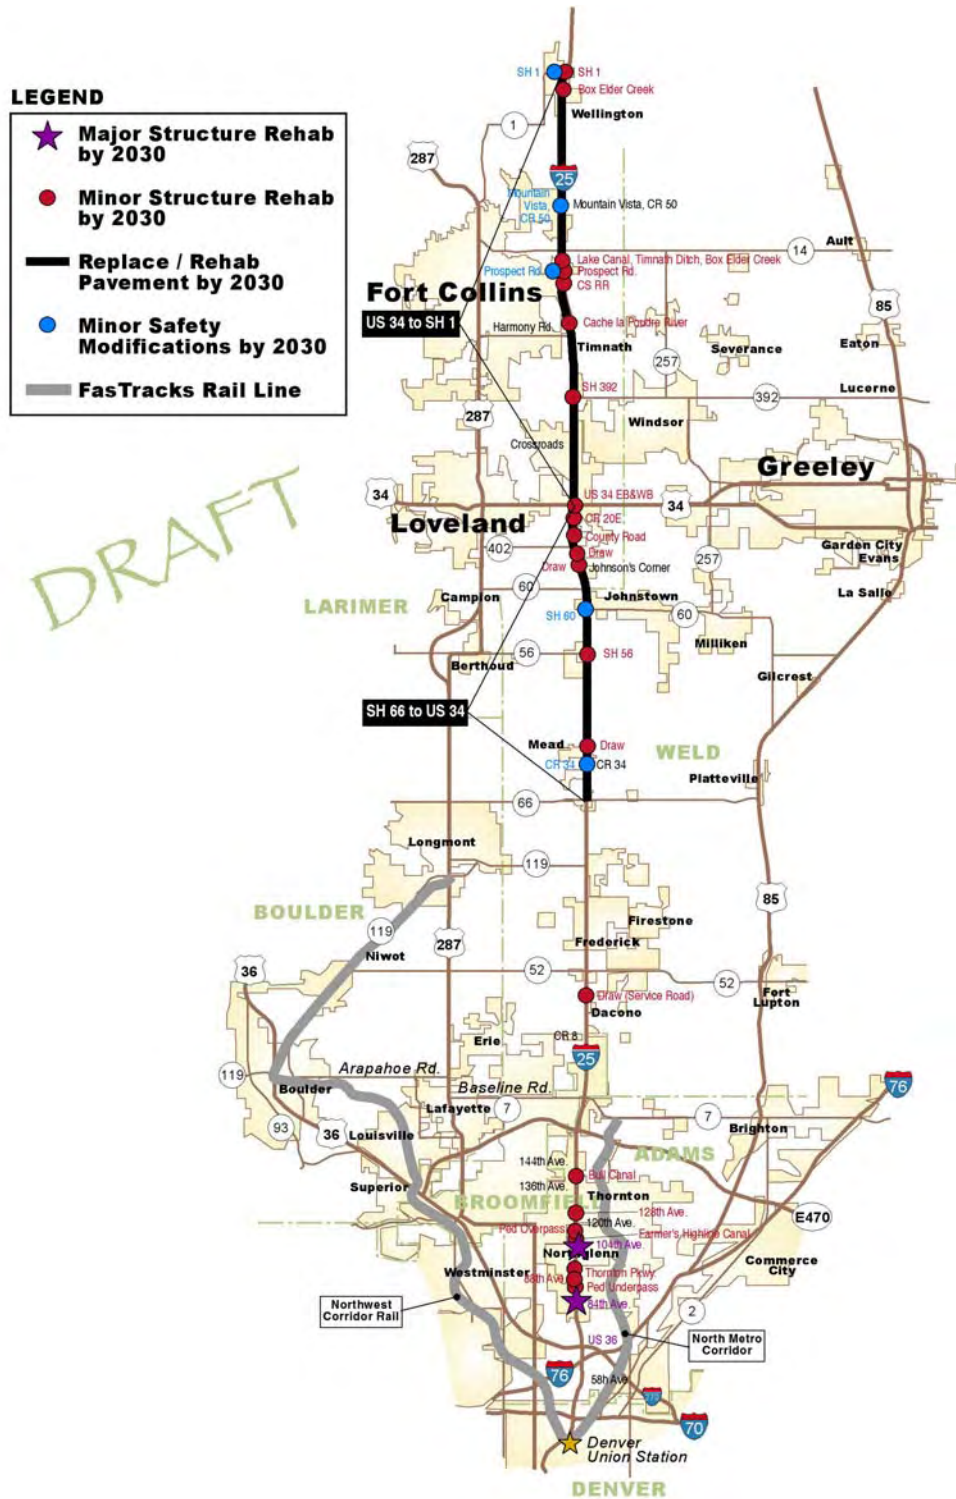 LEGEND
Major Structure Rehab
by 2030
Minor Structure Rehab
by 2030
Replace / Rehab
Pavement by 2030
Minor Safety
Modifications by 2030
FasTracks Rail Line
DRAFT
SH 1
SH 1
Box Elder Creek
Wellington
1
287
25
Mountain
Vista,
CR 50
Mountain Vista, CR 50
14
Ault
Lake Canal, Timnath Ditch, Box Elder Creek
Prospect Rd.
Prospect Rd.
CS RR
Fort Collins
US 34 to SH 1
85
Cache la Poudre River
Harmony Rd.
Timnath
Severance
Eaton
257
SH 392
Lucerne
392
287
Windsor
Crossroads
Greeley
34
US 34 EB&WB
34
Loveland
CR 20E
County Road
402
Draw
Draw
Johnson's Corner
257
Garden City
Evans
La Salle
60
Campion
Johnstown
LARIMER
SH 60
60
Milliken
56
SH 56
Berthoud
Gilcrest
SH 66 to US 34
Mead
Draw
WELD
CR 34
CR 34
Platteville
66
Longmont
119
85
BOULDER
Firestone
119
Frederick
287
Niwot
36
52
52
Fort
Lupton
Draw (Service Road)
Dacono
CR 8
Erie
25
Arapahoe Rd.
119
Boulder
Baseline Rd.
76
Lafayette
7
7
93
36
Louisville
Brighton
ADAMS
144th Ave.
Bull Canal
136th Ave.
Superior
Thornton
BROOMFIELD
128th Ave.
E470
120th Ave.
Ped Overpass
Farmer's Highline Canal
104th Ave.
Northglenn
Commerce
City
Westminster
Thornton Pkwy.
88th Ave.
Ped Underpass
84th Ave.
Northwest
Corridor Rail
2
US 36
North Metro
Corridor
76
58th Ave.
270
70
Denver
Union Station
DENVER